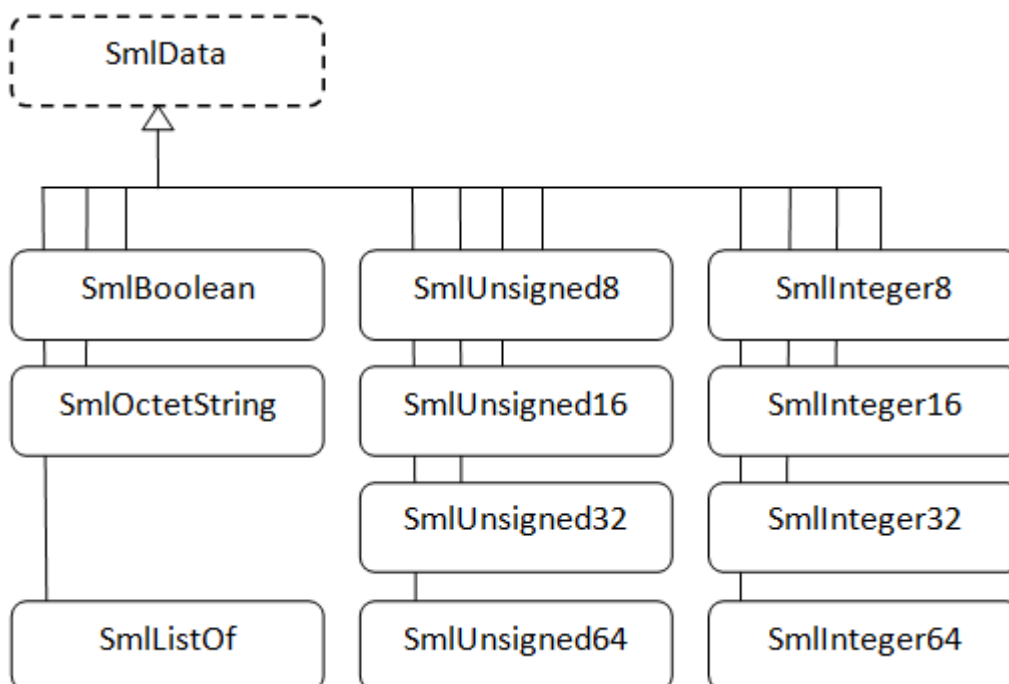 SmlData
SmlBoolean
SmlUnsigned8
SmlInteger8
SmlOctetString
SmlUnsigned16
SmlInteger16
SmlUnsigned32
SmlInteger32
SmlListOf
SmlUnsigned64
SmlInteger64